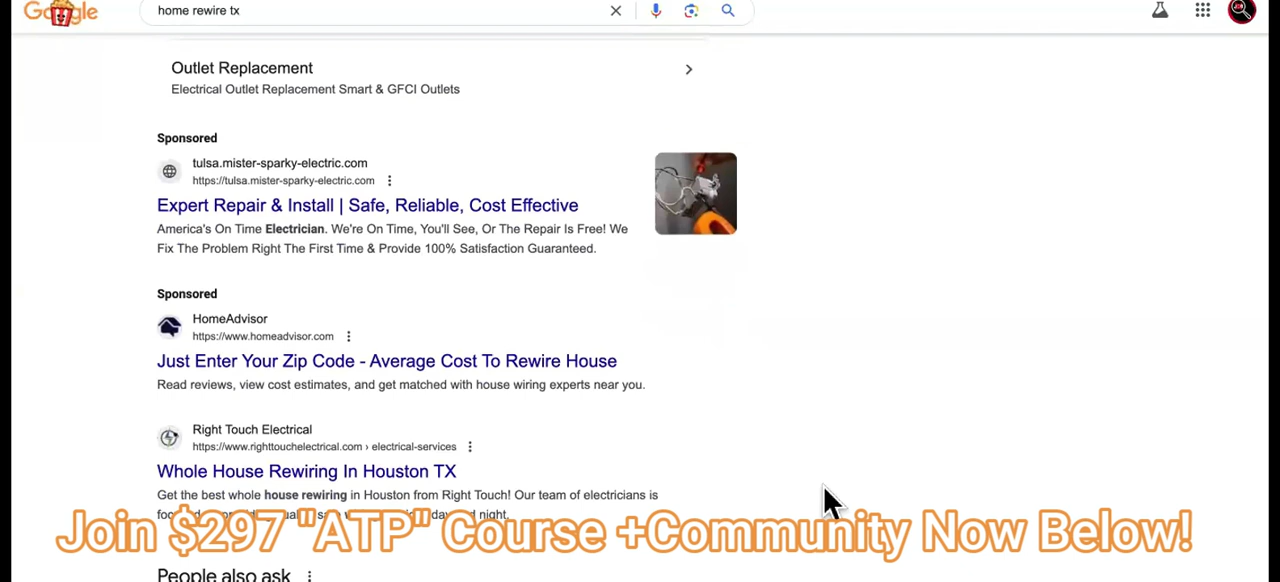 Google
home rewire tx
Outlet Replacement
Electrical Outlet Replacement Smart & GFCI Outlets
Sponsored
tulsa.mister-sparky-electric.com
https://tulsa.mister-sparky-electric.com
Expert Repair & Install | Safe, Reliable, Cost Effective
America's On Time Electrician. We're On Time, You'll See, Or The Repair Is Free! We
Fix The Problem Right The First Time & Provide 100% Satisfaction Guaranteed.
Sponsored
HomeAdvisor
https://www.homeadvisor.com
Just Enter Your Zip Code - Average Cost To Rewire House
Read reviews, view cost estimates, and get matched with house wiring experts near you.
Right Touch Electrical
https://www.righttouchelectrical.com › electrical-services
Whole House Rewiring In Houston TX
Get the best whole house rewiring in Houston from Right Touch! Our team of electricians is
night.
Join $297 "ATP" Course +Community Now Below!
People also ask